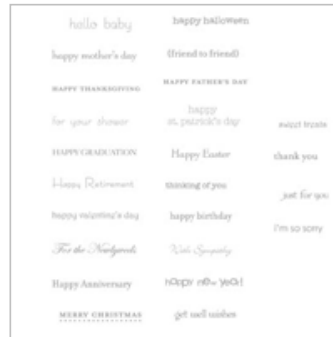 hello baby
happy mother's day
HAPPY THANKSGIVING
for your shower
HAPPY GRADUATION
Happy Retirement
happy valentine's day
For the Newlyweds
Happy Anniversary
MERRY CHRISTMAS
happy halloween
(friend to friend)
HAPPY FATHER'S DAY
happy
st. patrick's day
Happy Easter
thinking of you
happy birthday
With Sympathy
happy new year!
get well wishes
sweet treats
thank you
just for you
I'm so sorry